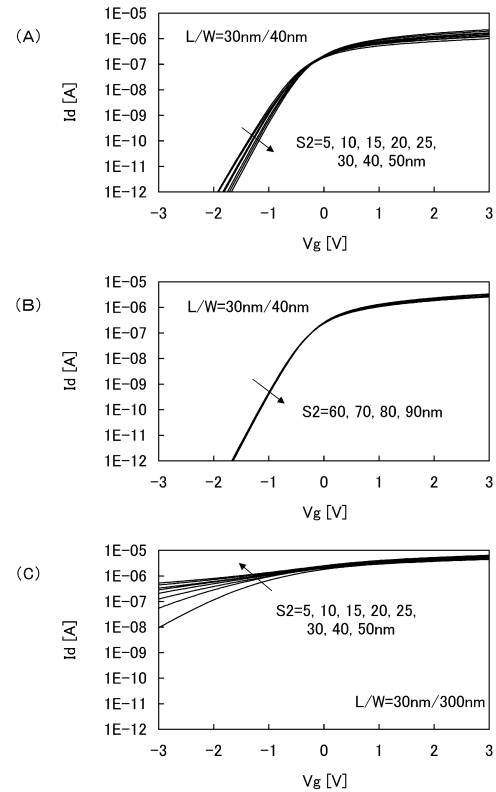 (A)
1E-05
1E-06
1E-07
1E-08
1E-09
1E-10
1E-11
1E-12
Id [A]
L/W=30nm/40nm
S2=5, 10, 15, 20, 25,
30, 40, 50nm
-3 -2 -1 0 1 2 3
Vg [V]
(B)
1E-05
1E-06
1E-07
1E-08
1E-09
1E-10
1E-11
1E-12
Id [A]
L/W=30nm/40nm
S2=60, 70, 80, 90nm
-3 -2 -1 0 1 2 3
Vg [V]
(C)
1E-05
1E-06
1E-07
1E-08
1E-09
1E-10
1E-11
1E-12
Id [A]
S2=5, 10, 15, 20, 25,
30, 40, 50nm
L/W=30nm/300nm
-3 -2 -1 0 1 2 3
Vg [V]